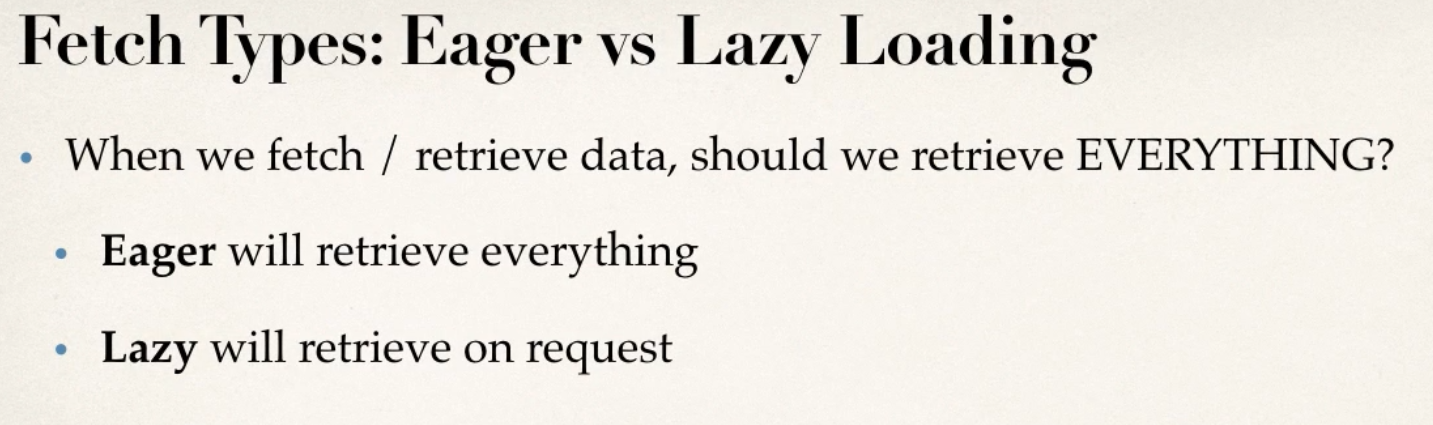 Fetch Types: Eager vs Lazy Loading
• When we fetch / retrieve data, should we retrieve EVERYTHING?
• Eager will retrieve everything
• Lazy will retrieve on request